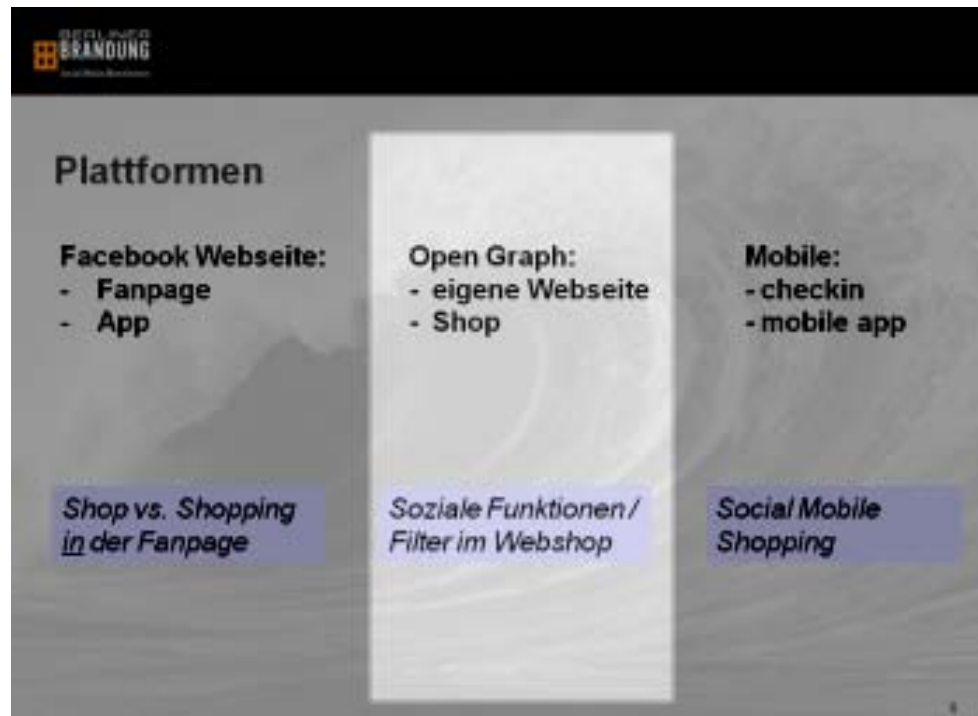 BERLINER
BRANDUNG
Plattformen
Facebook Webseite:
- Fanpage
- App
Open Graph:
- eigene Webseite
- Shop
Mobile:
- checkin
- mobile app
Shop vs. Shopping
in der Fanpage
Soziale Funktionen /
Filter im Webshop
Social Mobile
Shopping